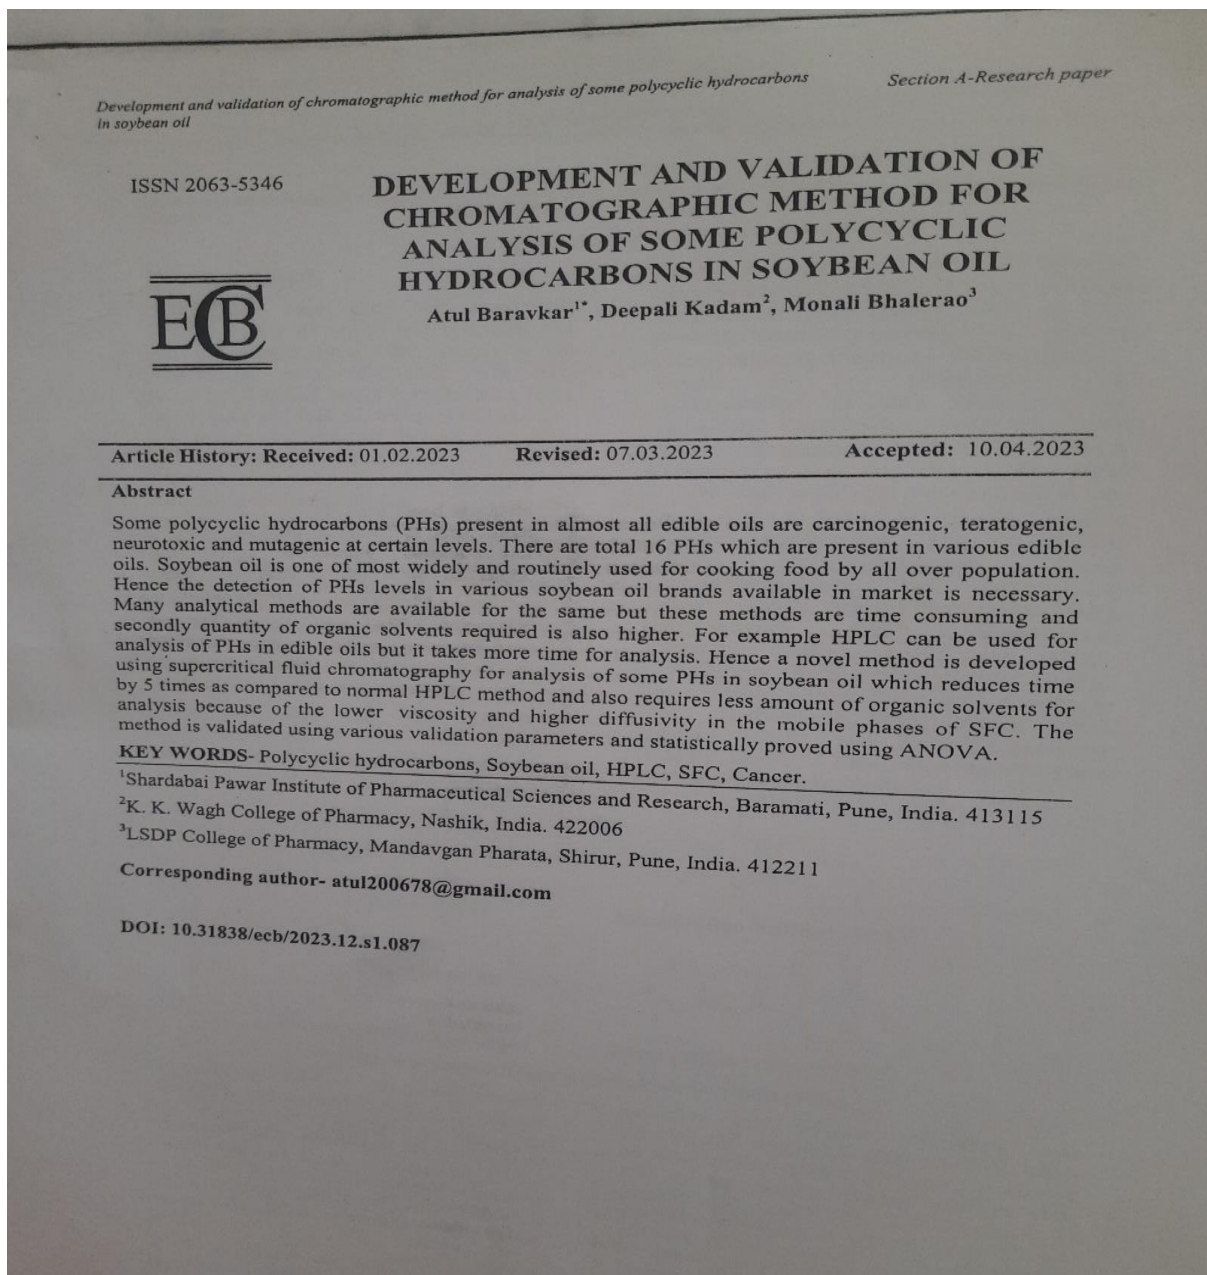 Development and validation of chromatographic method for analysis of some polycyclic hydrocarbons
in soybean oil
Section A-Research paper
ISSN 2063-5346
DEVELOPMENT AND VALIDATION OF
CHROMATOGRAPHIC METHOD FOR
ANALYSIS OF SOME POLYCYCLIC
HYDROCARBONS IN SOYBEAN OIL
Atul Baravkar¹*, Deepali Kadam², Monali Bhalerao³
ECB
Article History: Received: 01.02.2023 Revised: 07.03.2023 Accepted: 10.04.2023
Abstract
Some polycyclic hydrocarbons (PHs) present in almost all edible oils are carcinogenic, teratogenic,
neurotoxic and mutagenic at certain levels. There are total 16 PHs which are present in various edible
oils. Soybean oil is one of most widely and routinely used for cooking food by all over population.
Hence the detection of PHs levels in various soybean oil brands available in market is necessary.
Many analytical methods are available for the same but these methods are time consuming and
secondly quantity of organic solvents required is also higher. For example HPLC can be used for
analysis of PHs in edible oils but it takes more time for analysis. Hence a novel method is developed
using supercritical fluid chromatography for analysis of some PHs in soybean oil which reduces time
by 5 times as compared to normal HPLC method and also requires less amount of organic solvents for
analysis because of the lower viscosity and higher diffusivity in the mobile phases of SFC. The
method is validated using various validation parameters and statistically proved using ANOVA.
KEY WORDS- Polycyclic hydrocarbons, Soybean oil, HPLC, SFC, Cancer.
¹Shardabai Pawar Institute of Pharmaceutical Sciences and Research, Baramati, Pune, India. 413115
²K. K. Wagh College of Pharmacy, Nashik, India. 422006
³LSDP College of Pharmacy, Mandavgan Pharata, Shirur, Pune, India. 412211
Corresponding author- atul200678@gmail.com
DOI: 10.31838/ecb/2023.12.s1.087